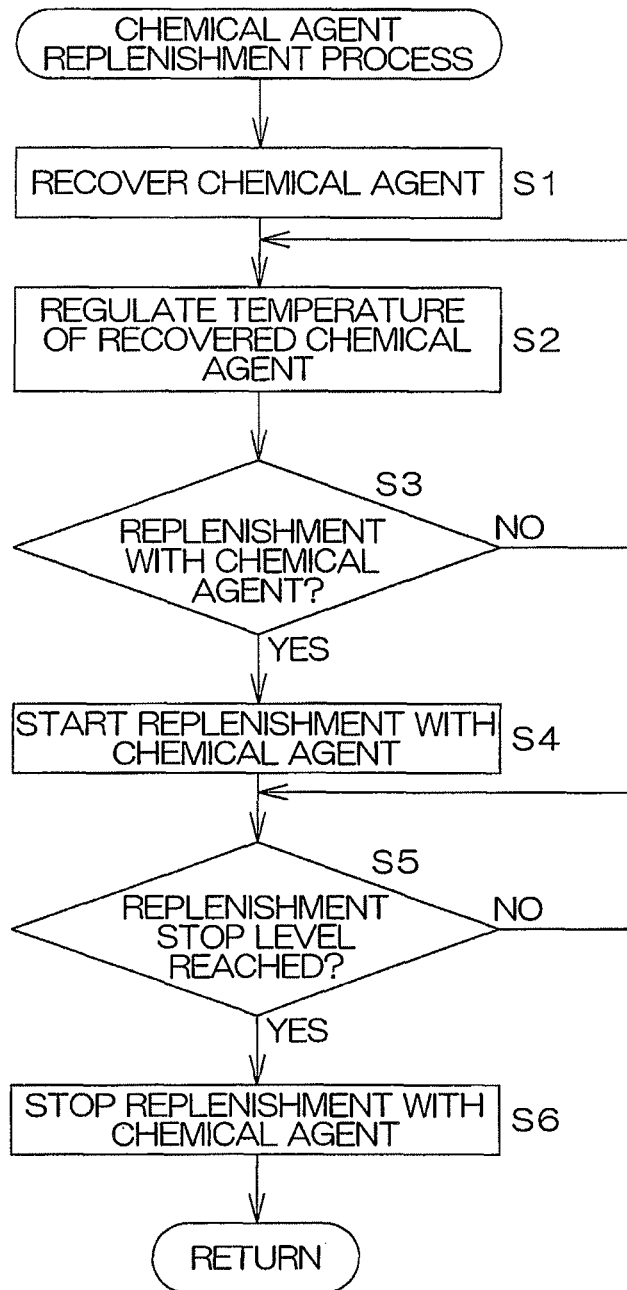 CHEMICAL AGENT
REPLENISHMENT PROCESS
RECOVER CHEMICAL AGENT
S1
REGULATE TEMPERATURE
OF RECOVERED CHEMICAL
AGENT
S2
S3
REPLENISHMENT
WITH CHEMICAL
AGENT?
NO
YES
START REPLENISHMENT WITH
CHEMICAL AGENT
S4
S5
REPLENISHMENT
STOP LEVEL
REACHED?
NO
YES
STOP REPLENISHMENT WITH
CHEMICAL AGENT
S6
RETURN